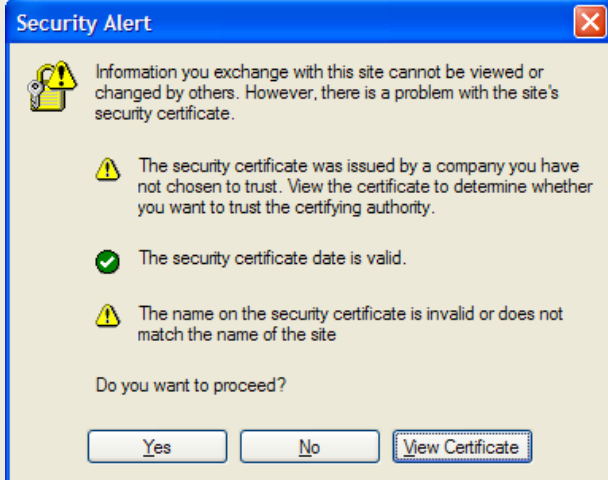 Security Alert
Information you exchange with this site cannot be viewed or
changed by others. However, there is a problem with the site's
security certificate.
The security certificate was issued by a company you have
not chosen to trust. View the certificate to determine whether
you want to trust the certifying authority.
The security certificate date is valid.
The name on the security certificate is invalid or does not
match the name of the site
Do you want to proceed?
Yes No View Certificate